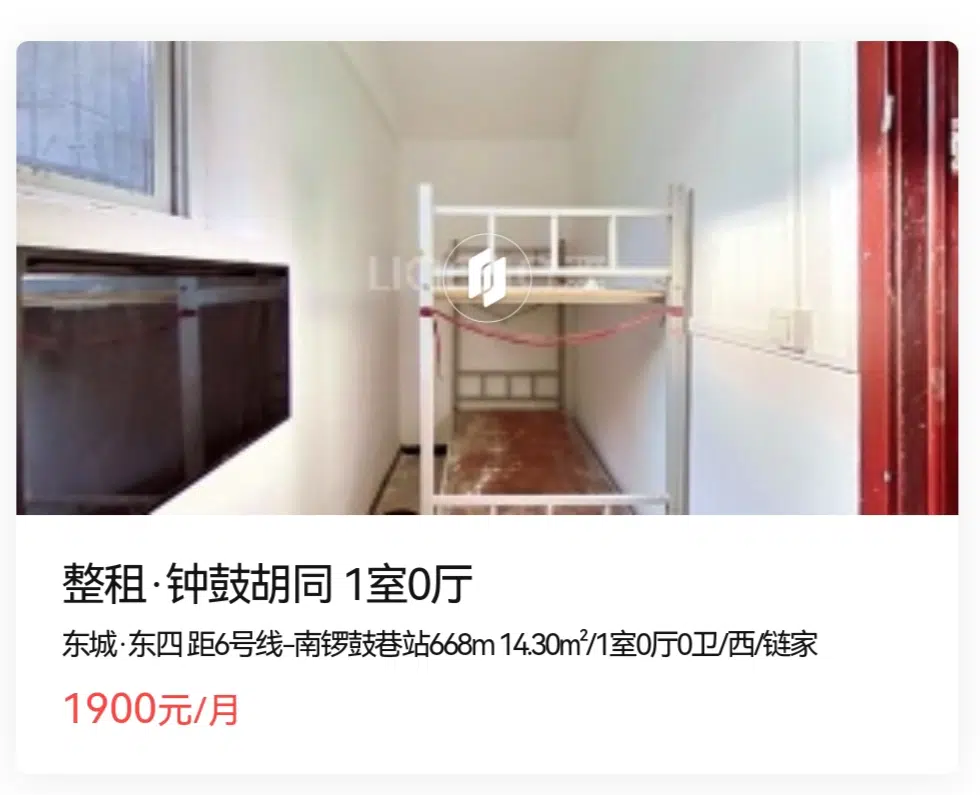 整租·钟鼓胡同 1室0厅
东城·东四 距6号线-南锣鼓巷站668m 14.30㎡/1室0厅0卫/西/链家
1900元/月